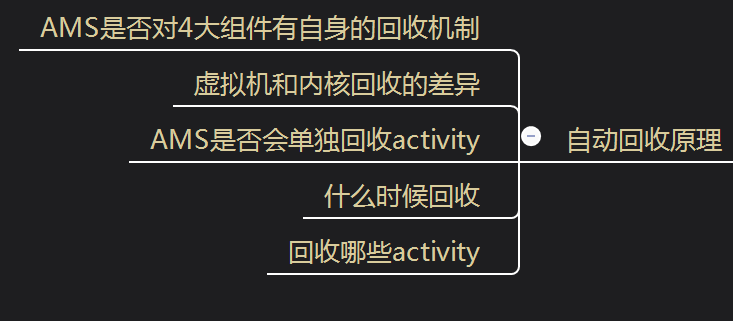 AMS是否对4大组件有自身的回收机制
虚拟机和内核回收的差异
AMS是否会单独回收activity
自动回收原理
什么时候回收
回收哪些activity